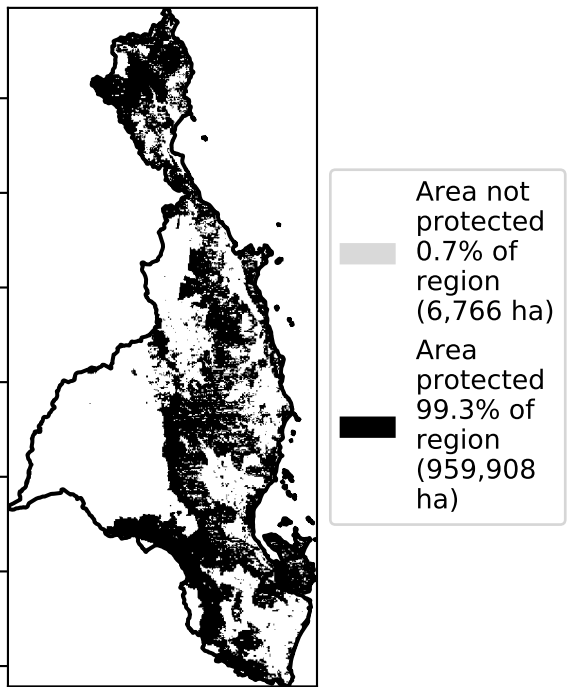 Area not
protected
0.7% of
region
(6,766 ha)
Area
protected
99.3% of
region
(959,908
ha)